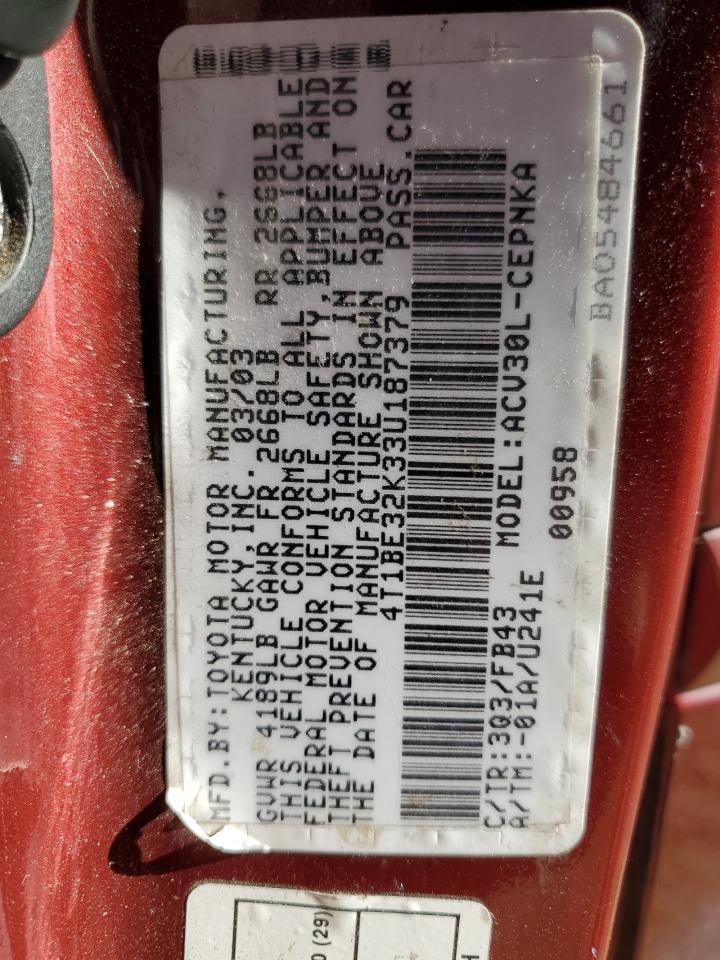 MFD.BY:TOYOTA MOTOR MANUFACTURING,
KENTUCKY,INC. 03/03
GVWR 4189LB GAWR FR 2668LB RR 2668LB
THIS VEHICLE CONFORMS TO ALL APPLICABLE
FEDERAL MOTOR VEHICLE SAFETY,BUMPER AND
THEFT PREVENTION STANDARDS IN EFFECT ON
THE DATE OF MANUFACTURE SHOWN ABOVE
4T1BE32K33U187379 PASS.CAR
C/TR:3Q3/FB43 MODEL:ACV30L-CEPNKA
A/TM:-01A/U241E 00958
BA05484661
(29)